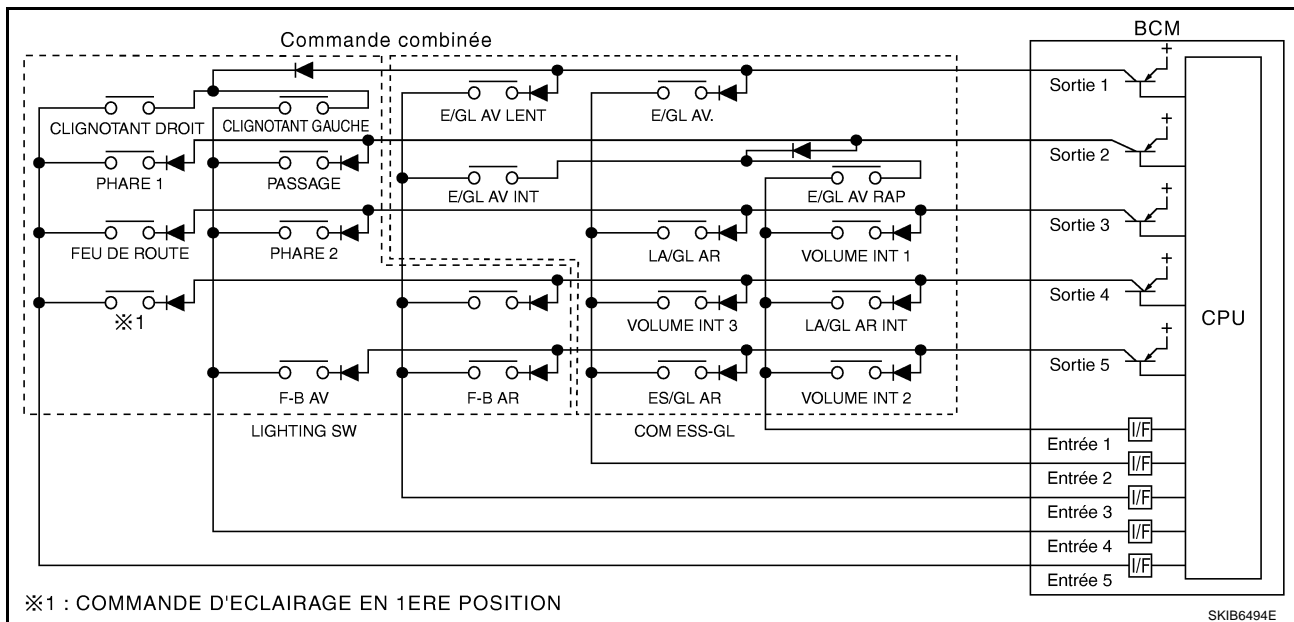 BCM
Commande combinée
Sortie 1
E/GL AV LENT
E/GL AV.
CLIGNOTANT DROIT
CLIGNOTANT GAUCHE
Sortie 2
PHARE 1
PASSAGE
E/GL AV INT
E/GL AV RAP
Sortie 3
FEU DE ROUTE
PHARE 2
LA/GL AR
VOLUME INT 1
Sortie 4
CPU
※1
VOLUME INT 3
LA/GL AR INT
Sortie 5
F-B AV
F-B AR
ES/GL AR
VOLUME INT 2
LIGHTING SW
COM ESS-GL
I/F
Entrée 1
I/F
Entrée 2
I/F
Entrée 3
I/F
Entrée 4
I/F
Entrée 5
※1 : COMMANDE D'ECLAIRAGE EN 1ERE POSITION
SKIB6494E